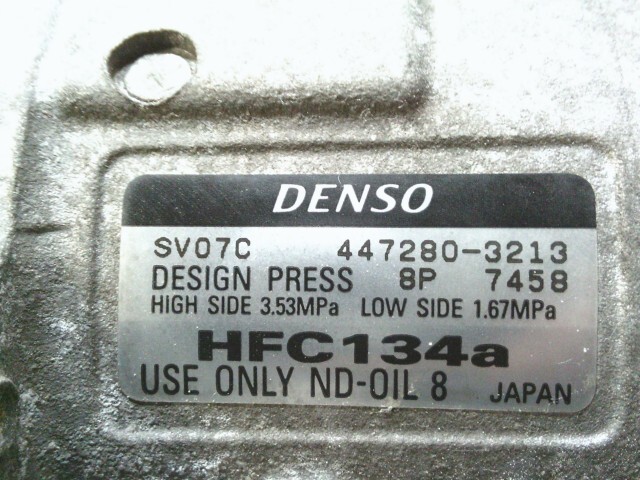 DENSO
SV07C 447280-3213
DESIGN PRESS 8P 7458
HIGH SIDE 3.53MPa LOW SIDE 1.67MPa
HFC134a
USE ONLY ND-OIL 8 JAPAN